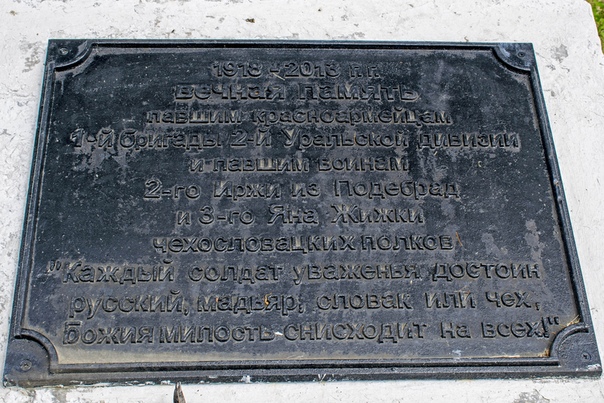 1918 - 2018 г.г.
вечная память
павшим красноармейцам
1-й бригады 2-й Уральской дивизии
и павшим воинам
2-го Иржи из Подебрад
и 3-го Яна Жижки
чехословацких полков
"Каждый солдат уваженья достоин
русский, мадьяр, словак или чех,
Божия милость снисходит на всех!"